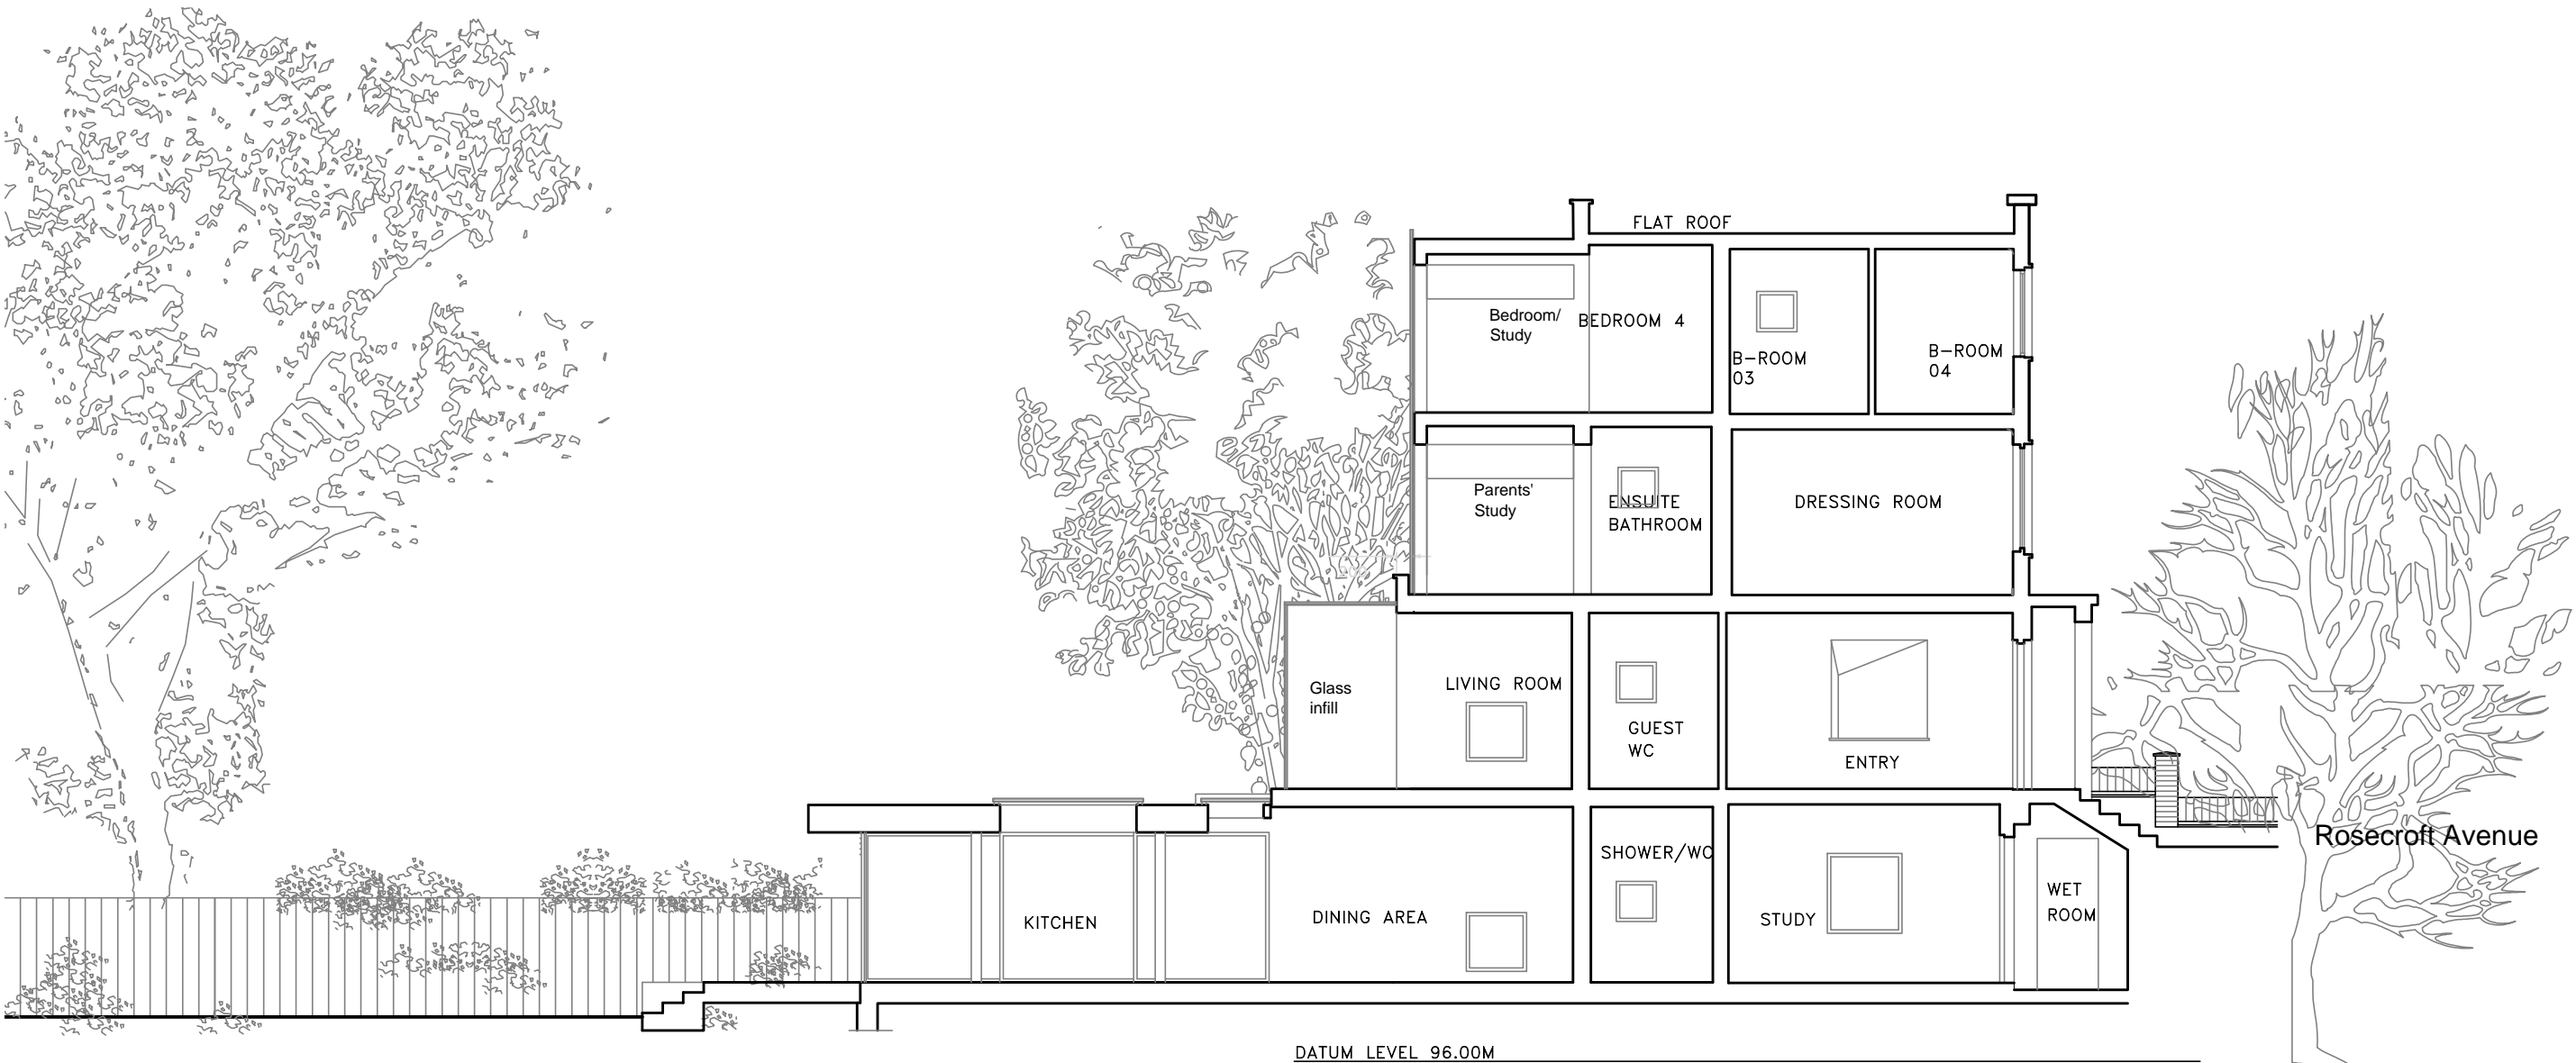 FLAT ROOF
Bedroom/
Study
BEDROOM 4
B-ROOM
03
B-ROOM
04
Parents'
Study
ENSUITE
BATHROOM
DRESSING ROOM
Glass
infill
LIVING ROOM
GUEST
WC
ENTRY
Rosecroft Avenue
KITCHEN
DINING AREA
SHOWER/WC
STUDY
WET
ROOM
DATUM LEVEL 96.00M